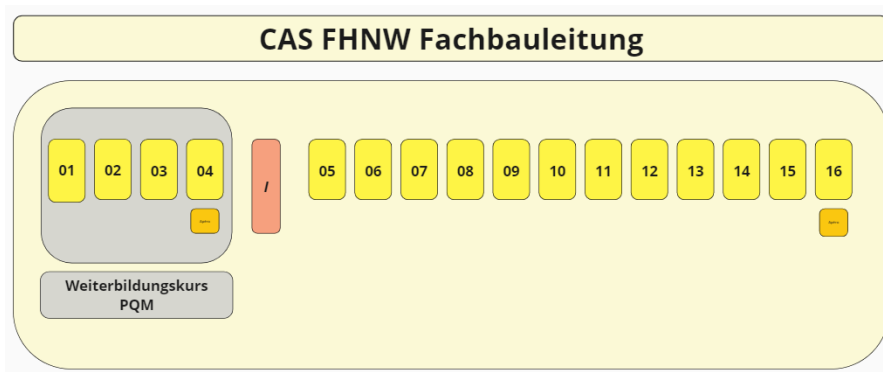 CAS FHNW Fachbauleitung
01 02 03 04 I 05 06 07 08 09 10 11 12 13 14 15 16
Weiterbildungskurs
PQM